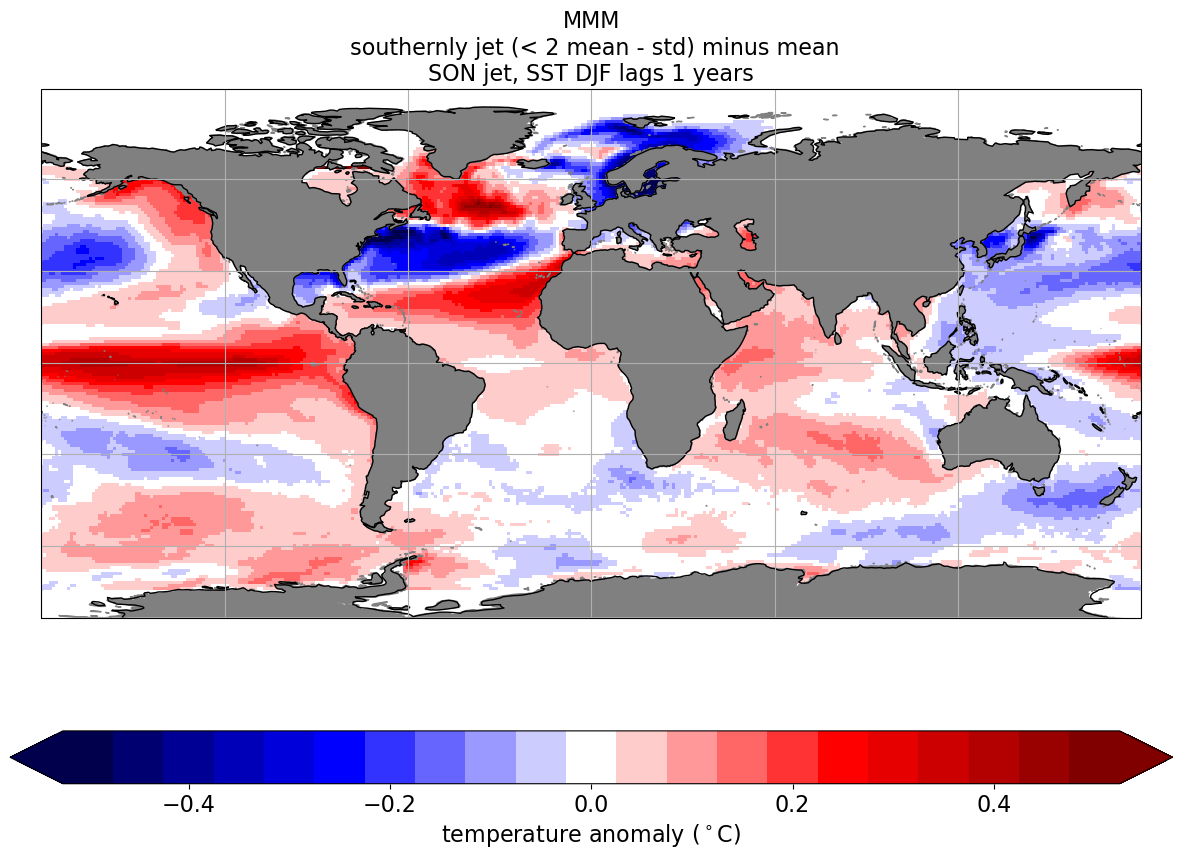 MMM
southernly jet (< 2 mean - std) minus mean
SON jet, SST DJF lags 1 years
−0.4 −0.2 0.0 0.2 0.4
temperature anomaly (°C)